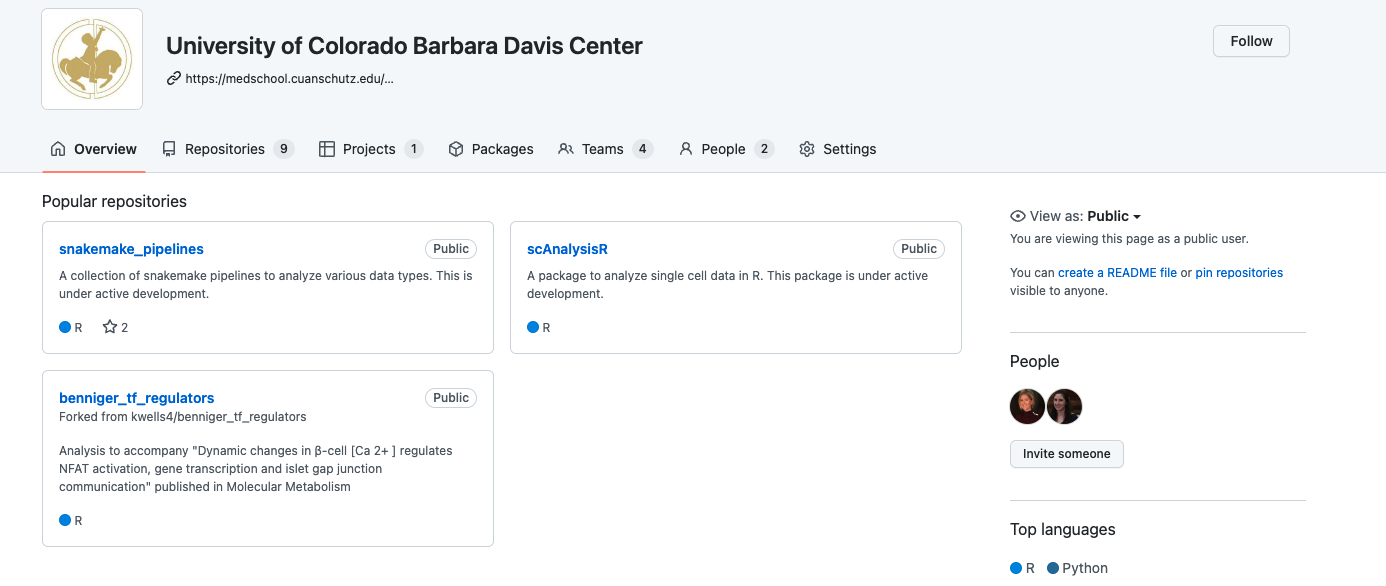 University of Colorado Barbara Davis Center
https://medschool.cuanschutz.edu/...
Follow
Overview
Repositories 9
Projects 1
Packages
Teams 4
People 2
Settings
Popular repositories
snakemake_pipelines
Public
A collection of snakemake pipelines to analyze various data types. This is
under active development.
R 2
scAnalysisR
Public
A package to analyze single cell data in R. This package is under active
development.
R
benniger_tf_regulators
Public
Forked from kwells4/benniger_tf_regulators
Analysis to accompany "Dynamic changes in β-cell [Ca 2+ ] regulates
NFAT activation, gene transcription and islet gap junction
communication" published in Molecular Metabolism
R
View as: Public
You are viewing this page as a public user.
You can create a README file or pin repositories
visible to anyone.
People
Invite someone
Top languages
R Python